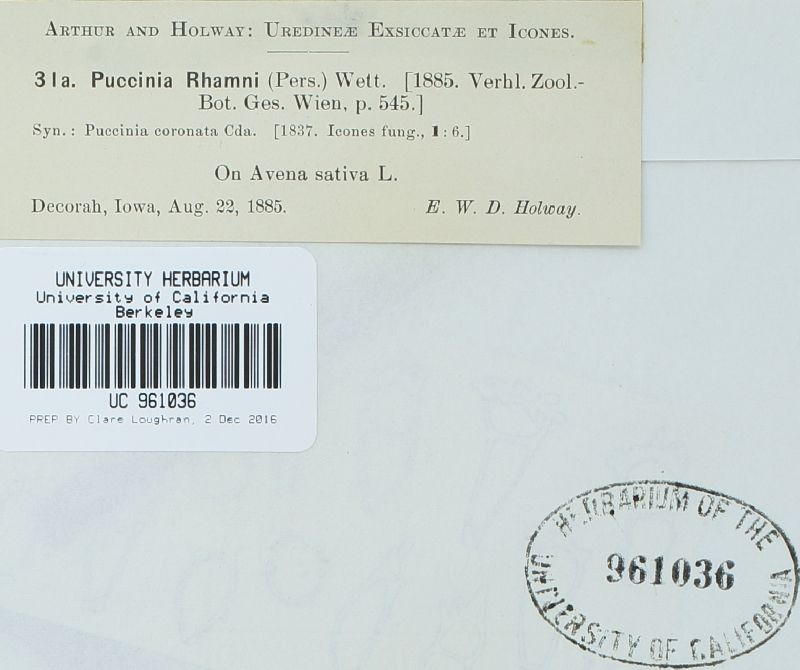 ARTHUR AND HOLWAY: UREDINEÆ EXSICCATÆ ET ICONES.
31a. Puccinia Rhamni (Pers.) Wett. [1885. Verhl. Zool.-
Bot. Ges. Wien, p. 545.]
Syn.: Puccinia coronata Cda. [1837. Icones fung., 1: 6.]
On Avena sativa L.
Decorah, Iowa, Aug. 22, 1885. E. W. D. Holway.
UNIVERSITY HERBARIUM
University of California
Berkeley
UC 961036
PREP BY Clare Loughran, 2 Dec 2016
HERBARIUM OF THE
961036
UNIVERSITY OF CALIFORNIA